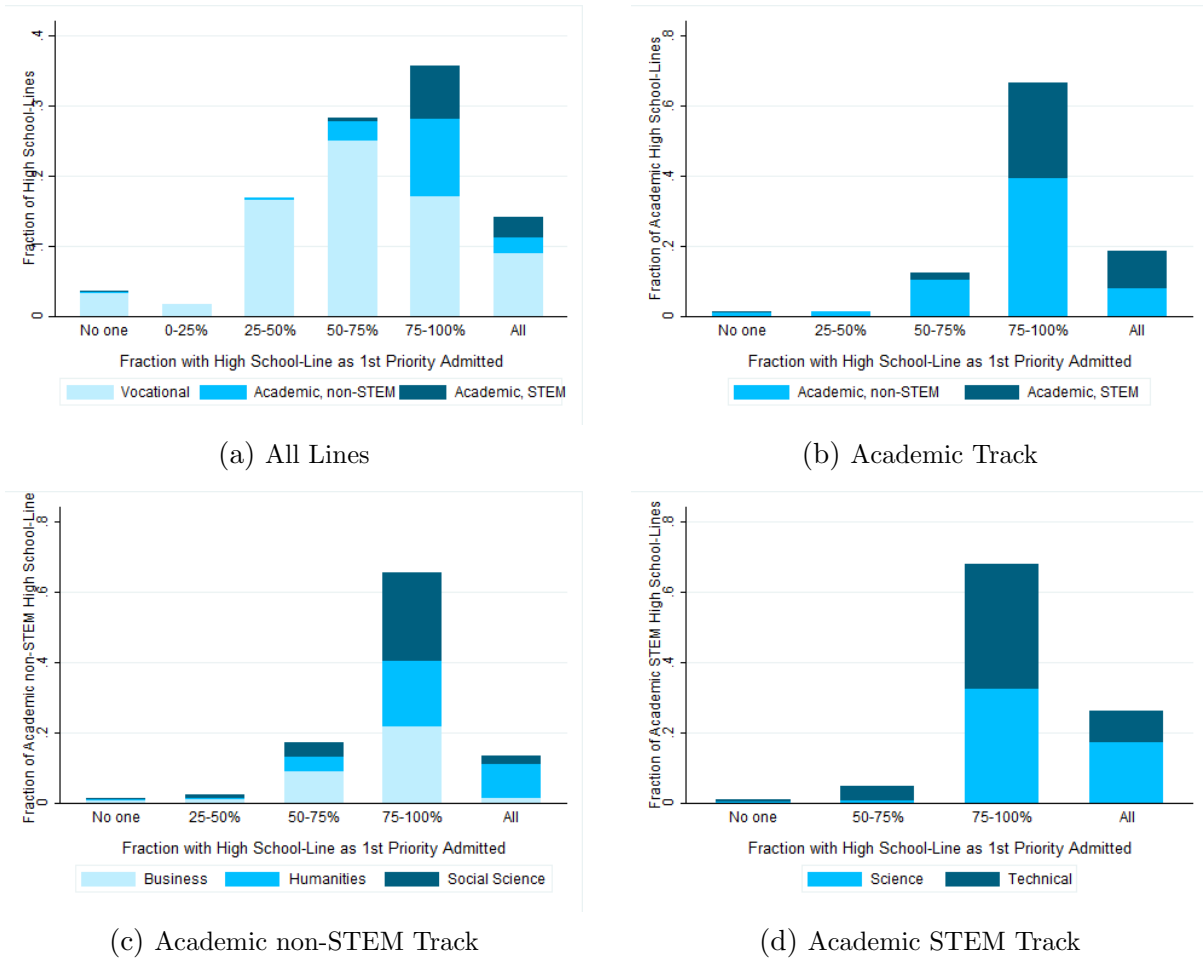 Fraction of High School-Lines
.4
.3
.2
.1
0
No one 0-25% 25-50% 50-75% 75-100% All
Fraction with High School-Line as 1st Priority Admitted
Vocational Academic, non-STEM Academic, STEM
(a) All Lines
Fraction of Academic High School-Lines
.8
.6
.4
.2
0
No one 25-50% 50-75% 75-100% All
Fraction with High School-Line as 1st Priority Admitted
Academic, non-STEM Academic, STEM
(b) Academic Track
Fraction of Academic non-STEM High School-Line
.8
.6
.4
.2
0
No one 25-50% 50-75% 75-100% All
Fraction with High School-Line as 1st Priority Admitted
Business Humanities Social Science
(c) Academic non-STEM Track
Fraction of Academic STEM High School-Lines
.8
.6
.4
.2
0
No one 50-75% 75-100% All
Fraction with High School-Line as 1st Priority Admitted
Science Technical
(d) Academic STEM Track